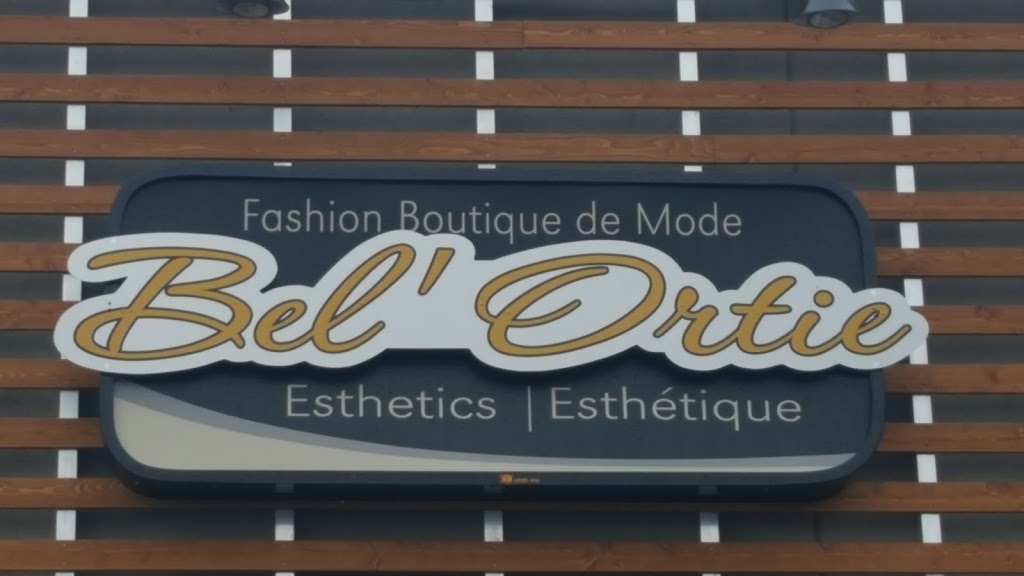 Fashion Boutique de Mode
Bel' Ortie
Esthetics | Esthétique